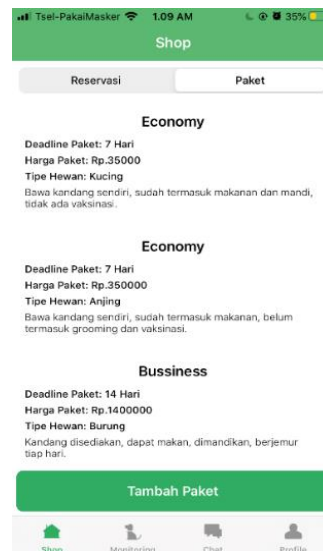 Tsel-PakaiMasker 1.09 AM 35%
Shop
Reservasi Paket
Economy
Deadline Paket: 7 Hari
Harga Paket: Rp.35000
Tipe Hewan: Kucing
Bawa kandang sendiri, sudah termasuk makanan dan mandi,
tidak ada vaksinasi.
Economy
Deadline Paket: 7 Hari
Harga Paket: Rp.350000
Tipe Hewan: Anjing
Bawa kandang sendiri, sudah termasuk makanan, belum
termasuk grooming dan vaksinasi.
Bussiness
Deadline Paket: 14 Hari
Harga Paket: Rp.1400000
Tipe Hewan: Burung
Kandang disediakan, dapat makan, dimandikan, berjemur
tiap hari.
Tambah Paket
Shop Monitoring Chat Profile